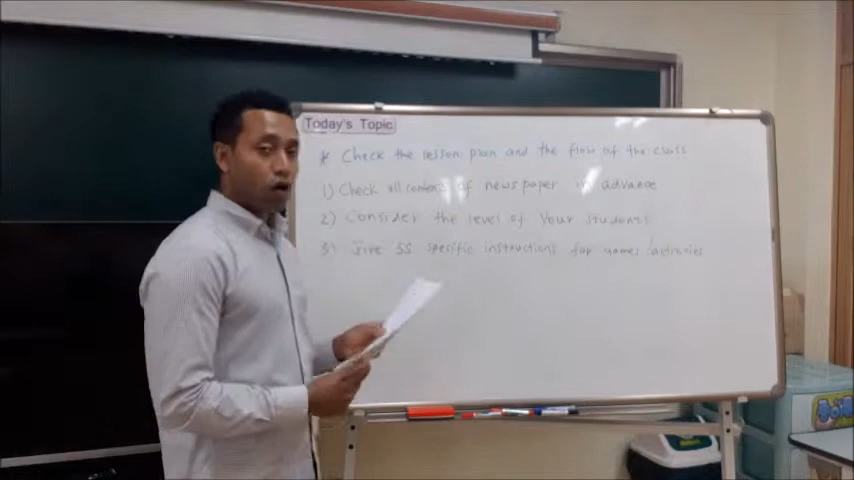 Today's Topic
* Check the lesson plan and the flow of the class
1) Check all contents of newspaper in advance
2) Consider the level of Your students
3) Give SS spesific instructions for games/activities